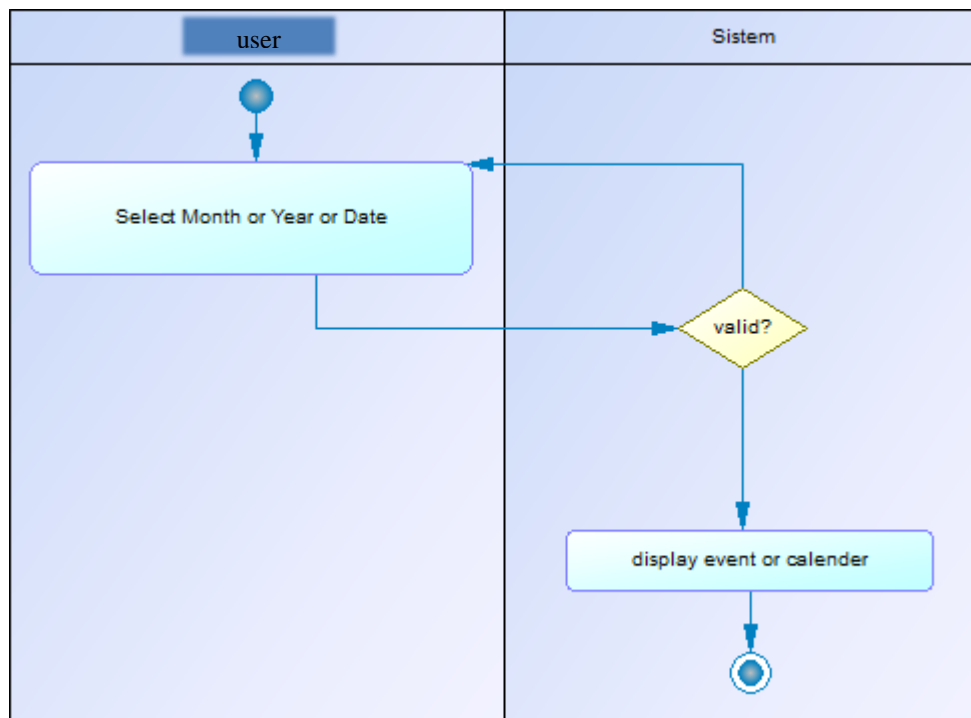 user
Sistem
Select Month or Year or Date
valid?
display event or calender